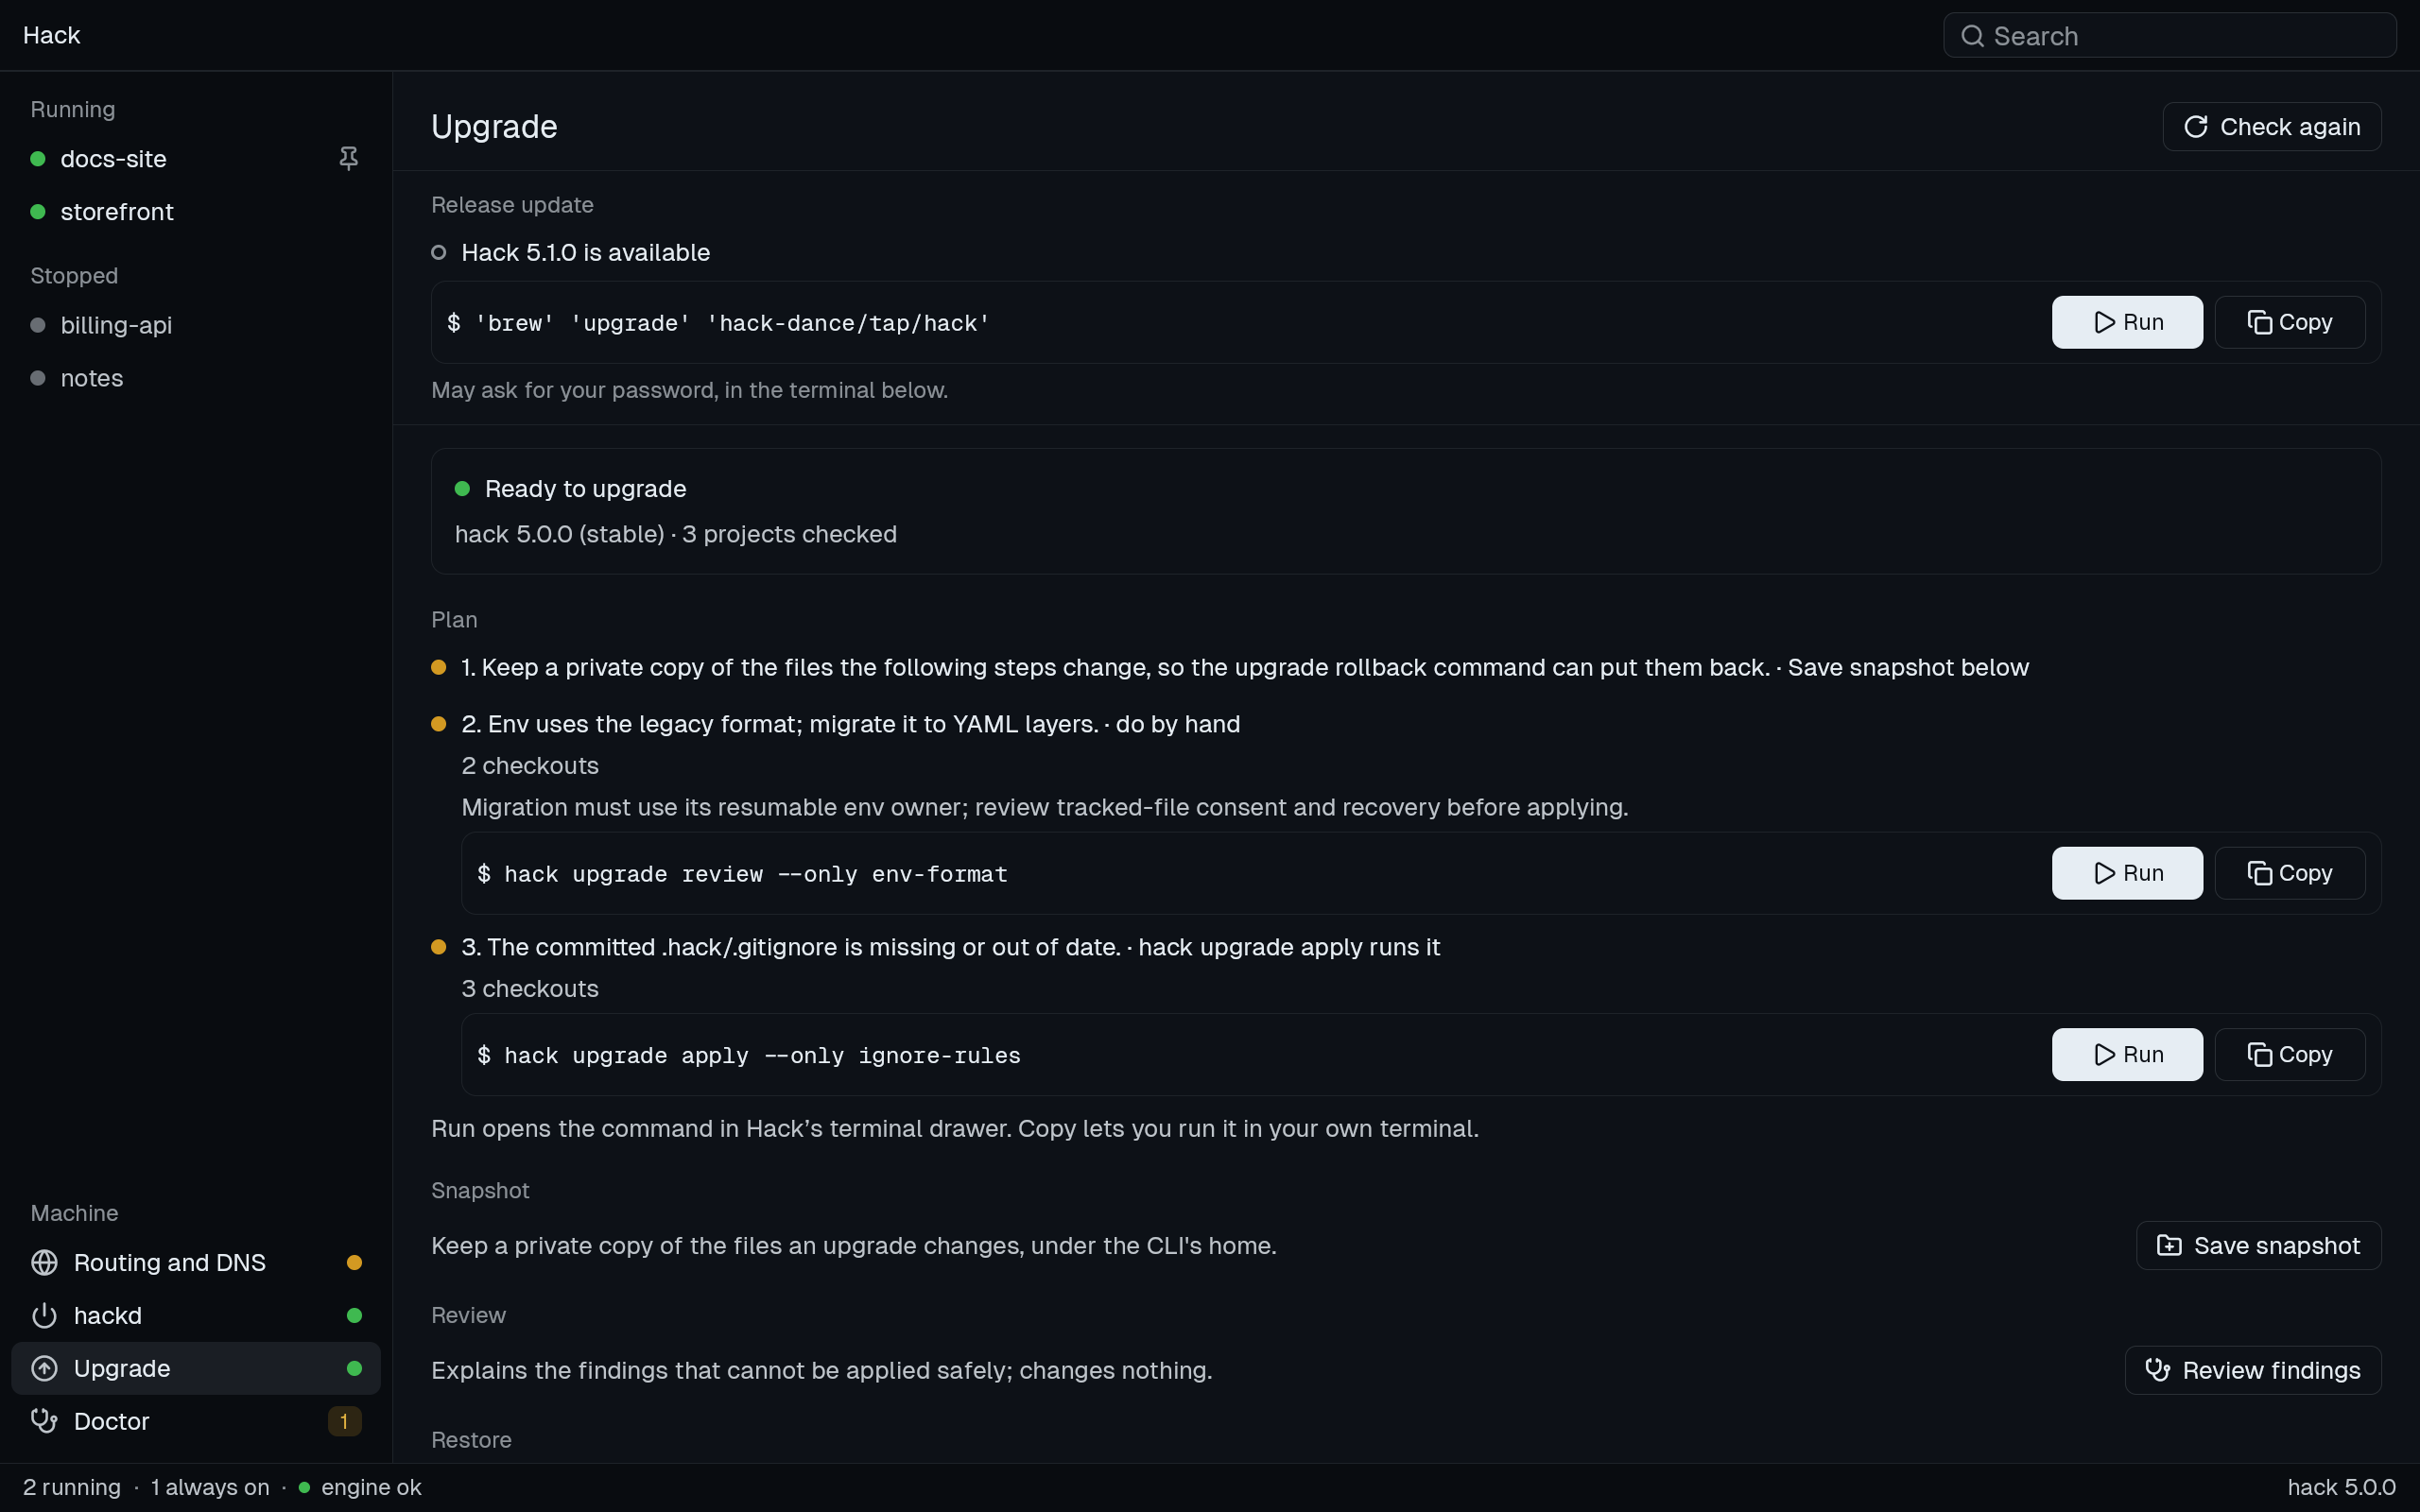 Hack
Search
Running
docs-site
storefront
Stopped
billing-api
notes
Machine
Routing and DNS
hackd
Upgrade
Doctor
1
Upgrade
Check again
Release update
Hack 5.1.0 is available
$ 'brew' 'upgrade' 'hack-dance/tap/hack'
Run
Copy
May ask for your password, in the terminal below.
Ready to upgrade
hack 5.0.0 (stable) · 3 projects checked
Plan
1. Keep a private copy of the files the following steps change, so the upgrade rollback command can put them back. · Save snapshot below
2. Env uses the legacy format; migrate it to YAML layers. · do by hand
2 checkouts
Migration must use its resumable env owner; review tracked-file consent and recovery before applying.
$ hack upgrade review --only env-format
Run
Copy
3. The committed .hack/.gitignore is missing or out of date. · hack upgrade apply runs it
3 checkouts
$ hack upgrade apply --only ignore-rules
Run
Copy
Run opens the command in Hack’s terminal drawer. Copy lets you run it in your own terminal.
Snapshot
Keep a private copy of the files an upgrade changes, under the CLI's home.
Save snapshot
Review
Explains the findings that cannot be applied safely; changes nothing.
Review findings
Restore
2 running · 1 always on · engine ok
hack 5.0.0